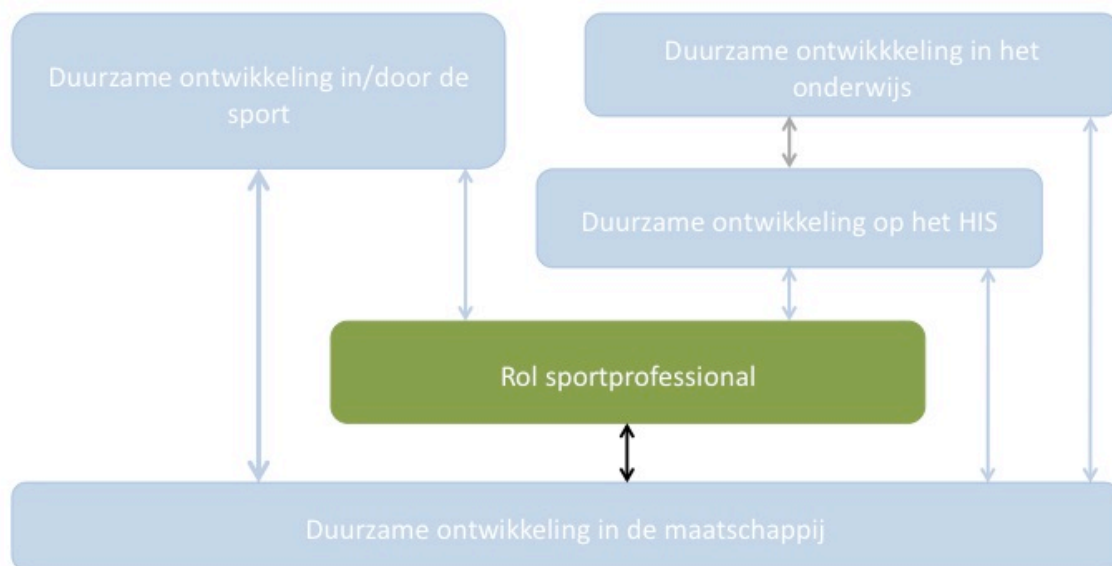 Duurzame ontwikkeling in/door de
sport
Duurzame ontwikkkeling in het
onderwijs
Duurzame ontwikkeling op het HIS
Rol sportprofessional
Duurzame ontwikkeling in de maatschappij